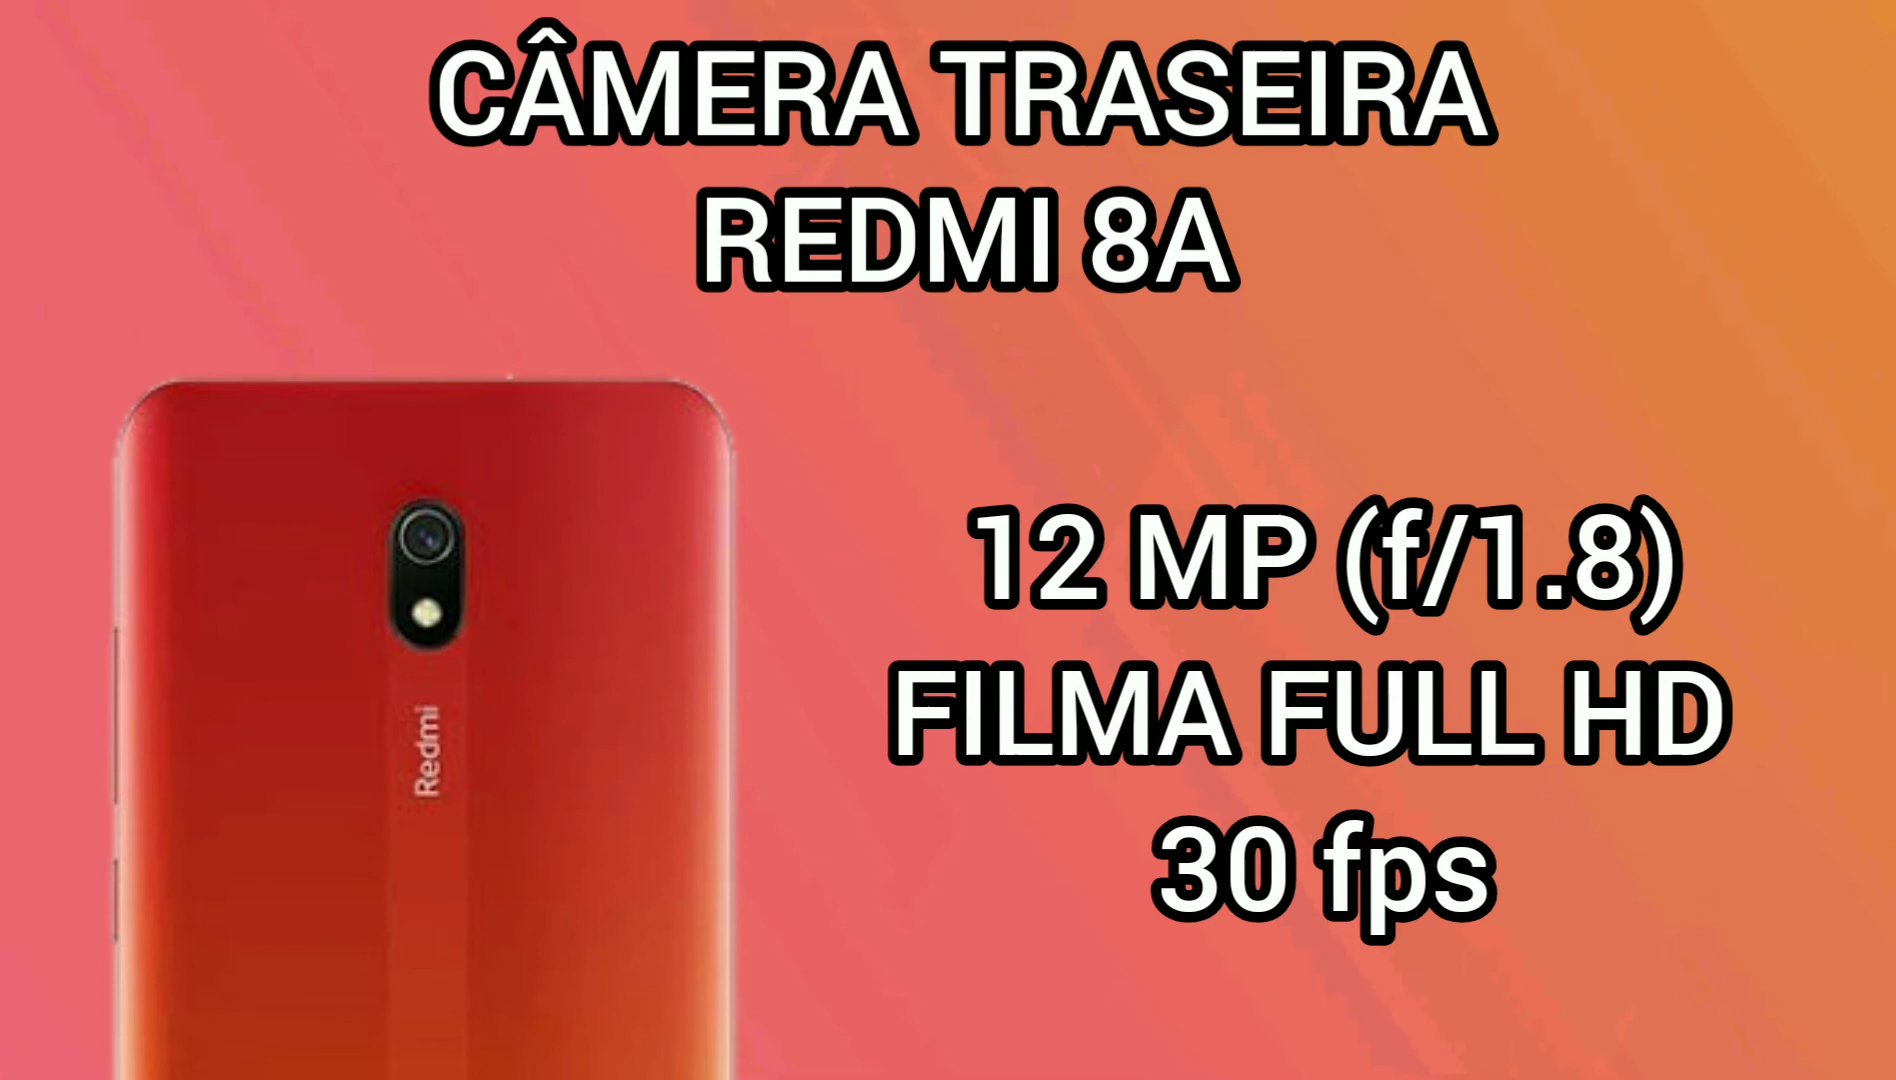 CÂMERA TRASEIRA
REDMI 8A
Redmi
12 MP (f/1.8)
FILMA FULL HD
30 fps